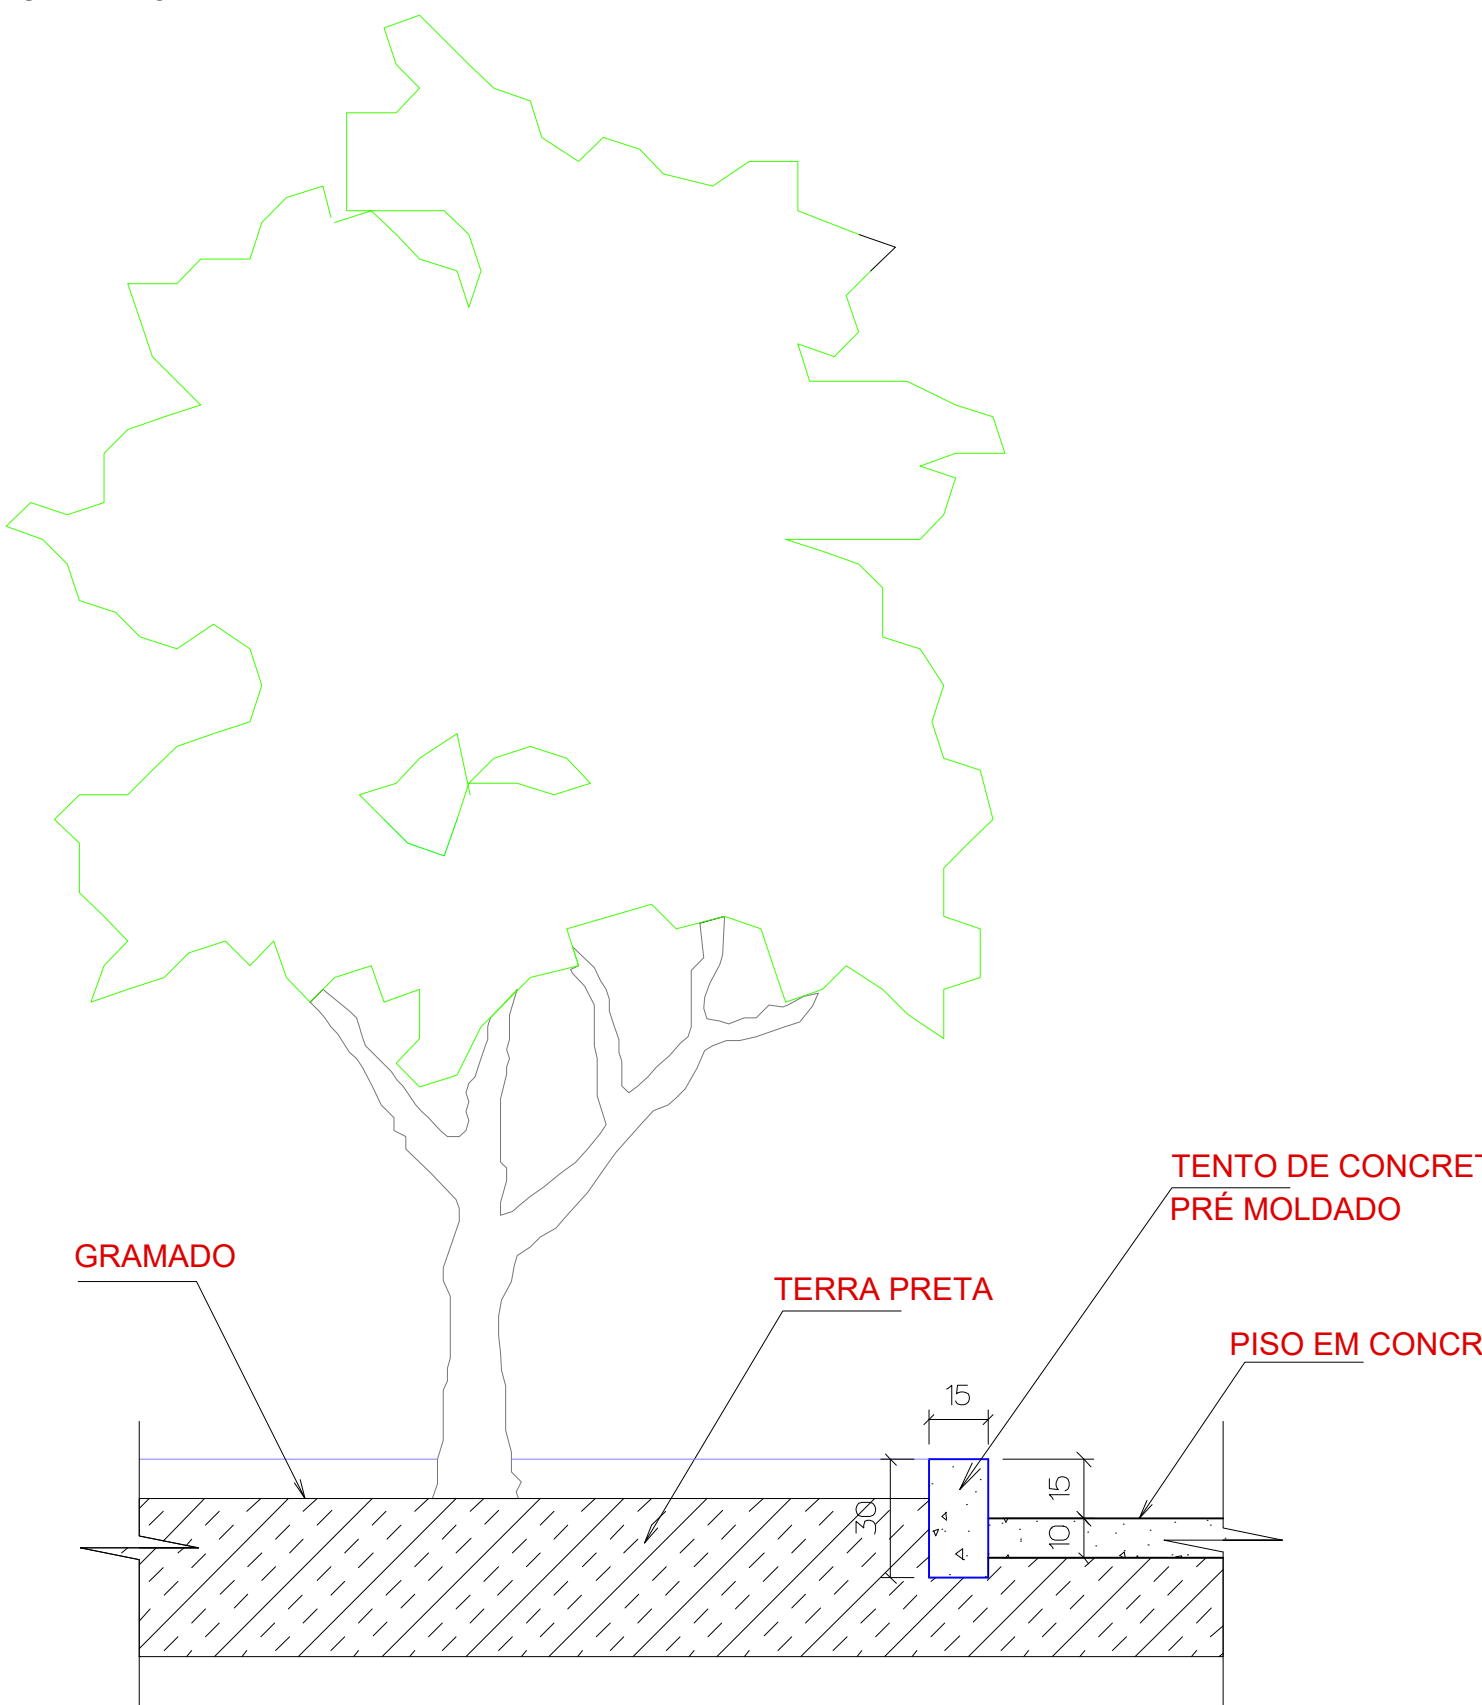 TENTO DE CONCRET
PRÉ MOLDADO
GRAMADO
TERRA PRETA
PISO EM CONCR
15
30
15
10